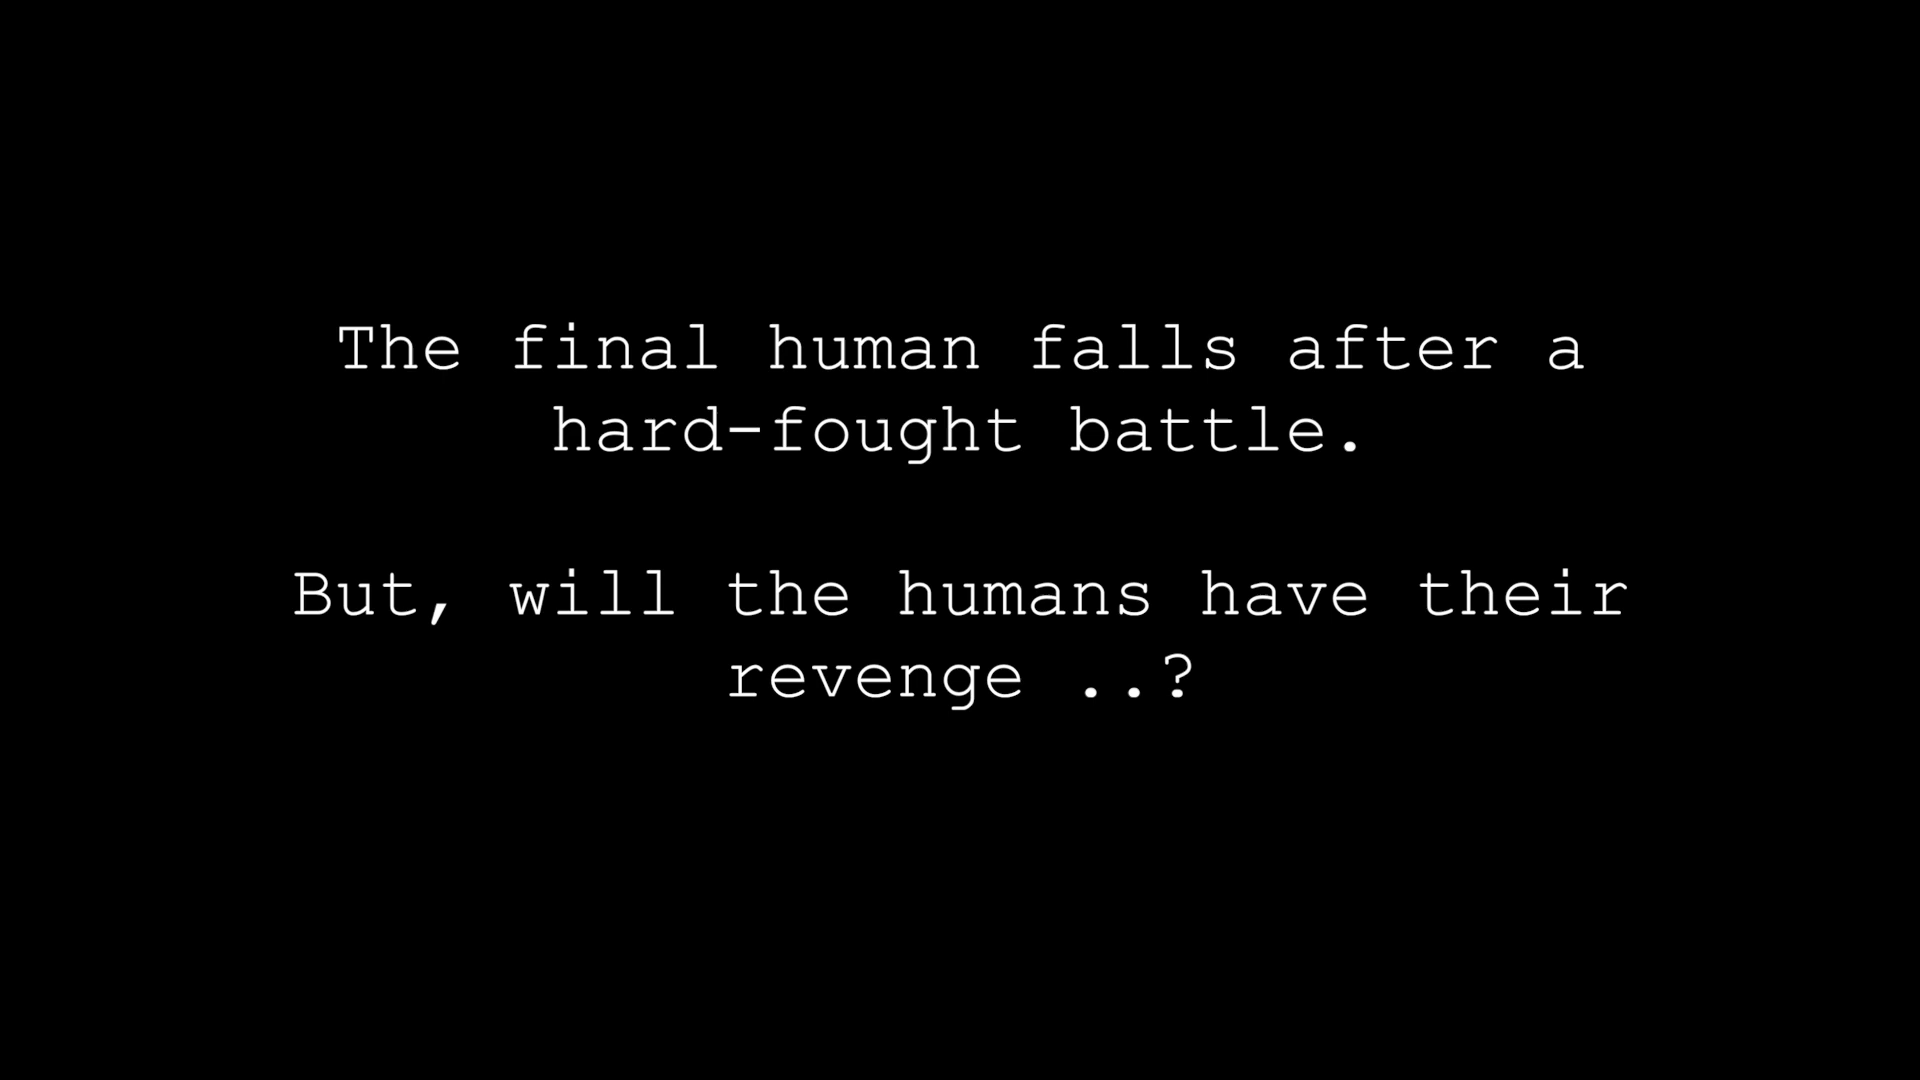 The final human falls after a
hard-fought battle.
But, will the humans have their
revenge ..?